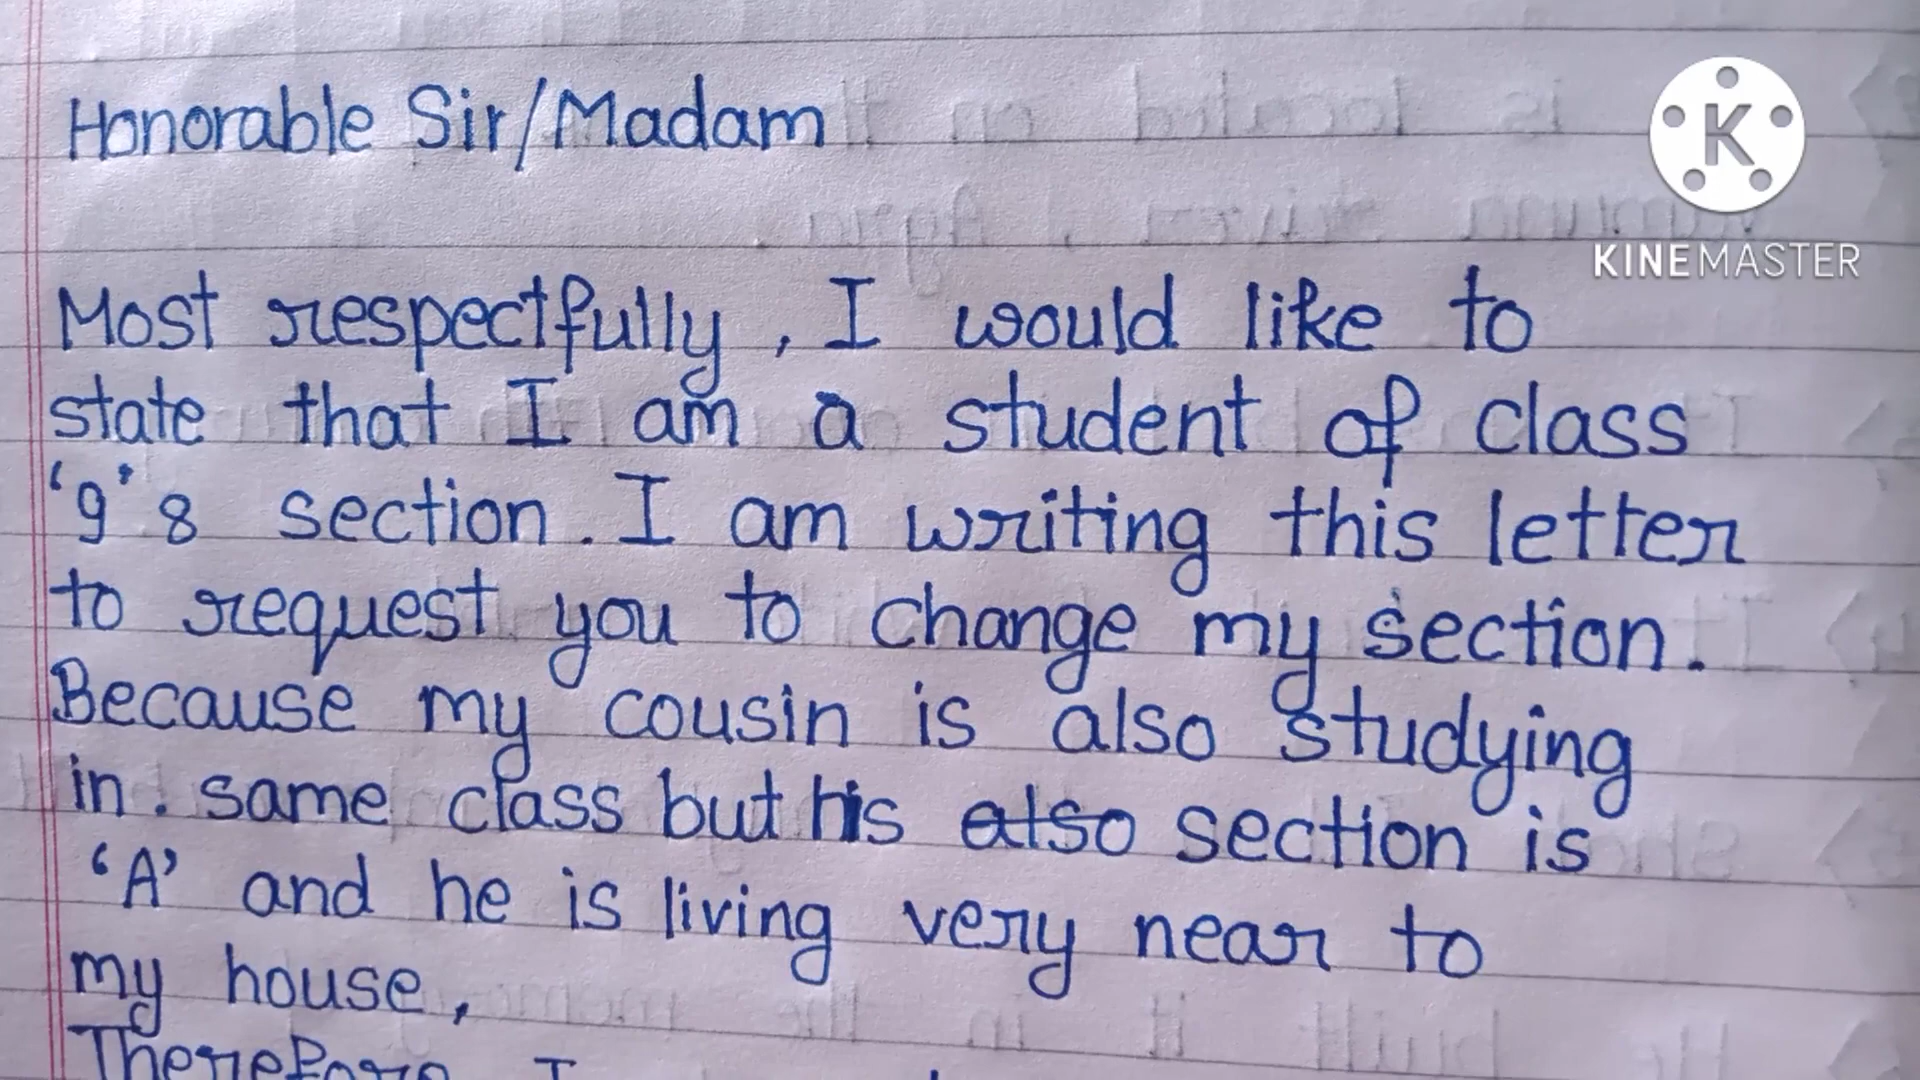 Honorable Sir/Madam
K
KINEMASTER
Most respectfully, I would like to
state that I am a student of class
'9' 8 section. I am writing this letter
to request you to change my section.
Because my cousin is also studying
in. same class but his also section is
'A' and he is living very near to
my house,
Therefore I